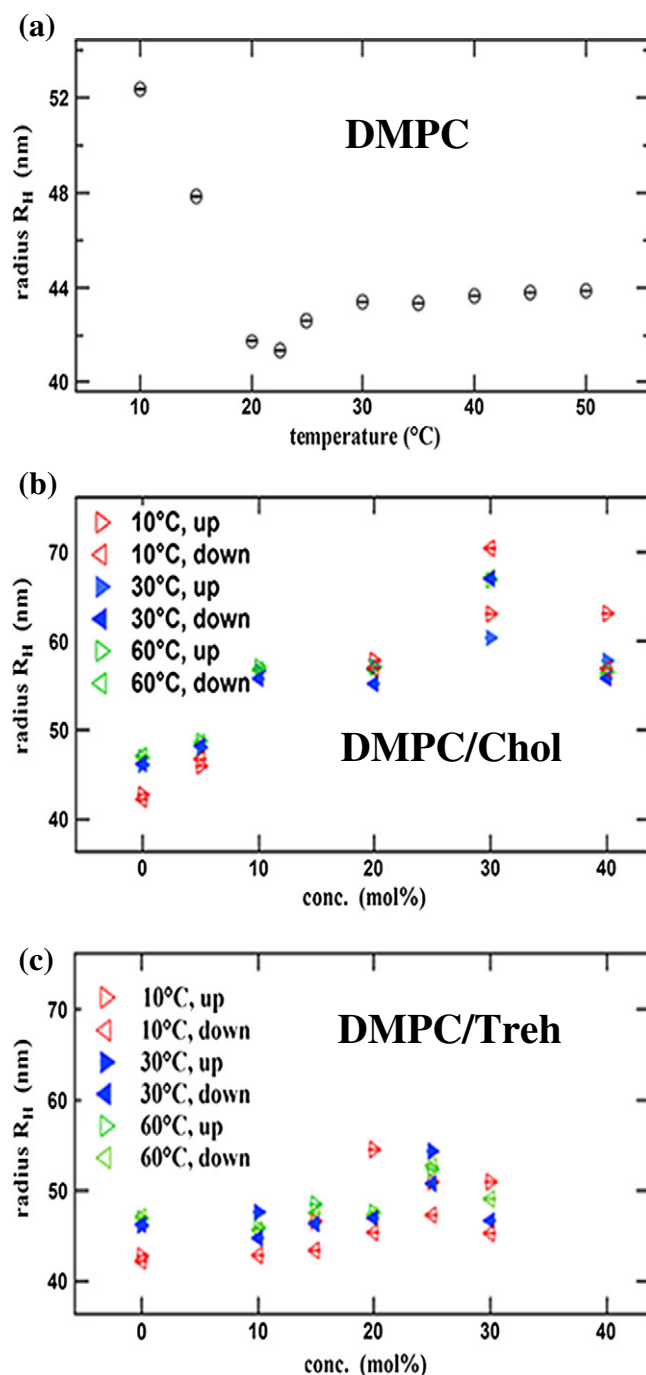 (a)
DMPC
52
48
44
40
radius R_H (nm)
10 20 30 40 50
temperature (°C)
(b)
10°C, up
10°C, down
30°C, up
30°C, down
60°C, up
60°C, down
DMPC/Chol
70
60
50
40
radius R_H (nm)
0 10 20 30 40
conc. (mol%)
(c)
10°C, up
10°C, down
30°C, up
30°C, down
60°C, up
60°C, down
DMPC/Treh
70
60
50
40
radius R_H (nm)
0 10 20 30 40
conc. (mol%)